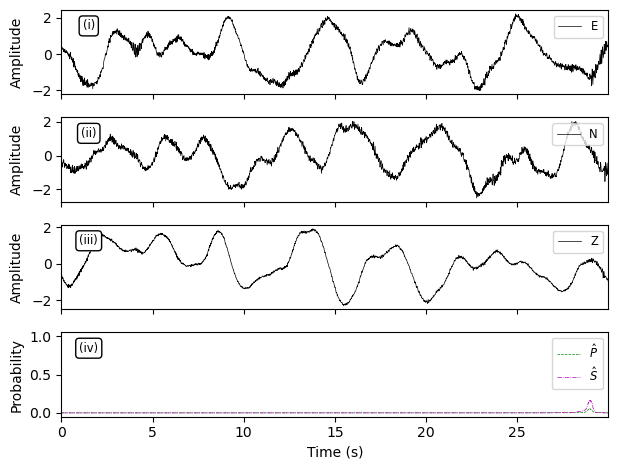 (i)
E
Amplitude
2
0
−2
(ii)
N
Amplitude
2
0
−2
(iii)
Z
Amplitude
2
0
−2
(iv)
P̂
Ŝ
Probability
1.0
0.5
0.0
0 5 10 15 20 25
Time (s)